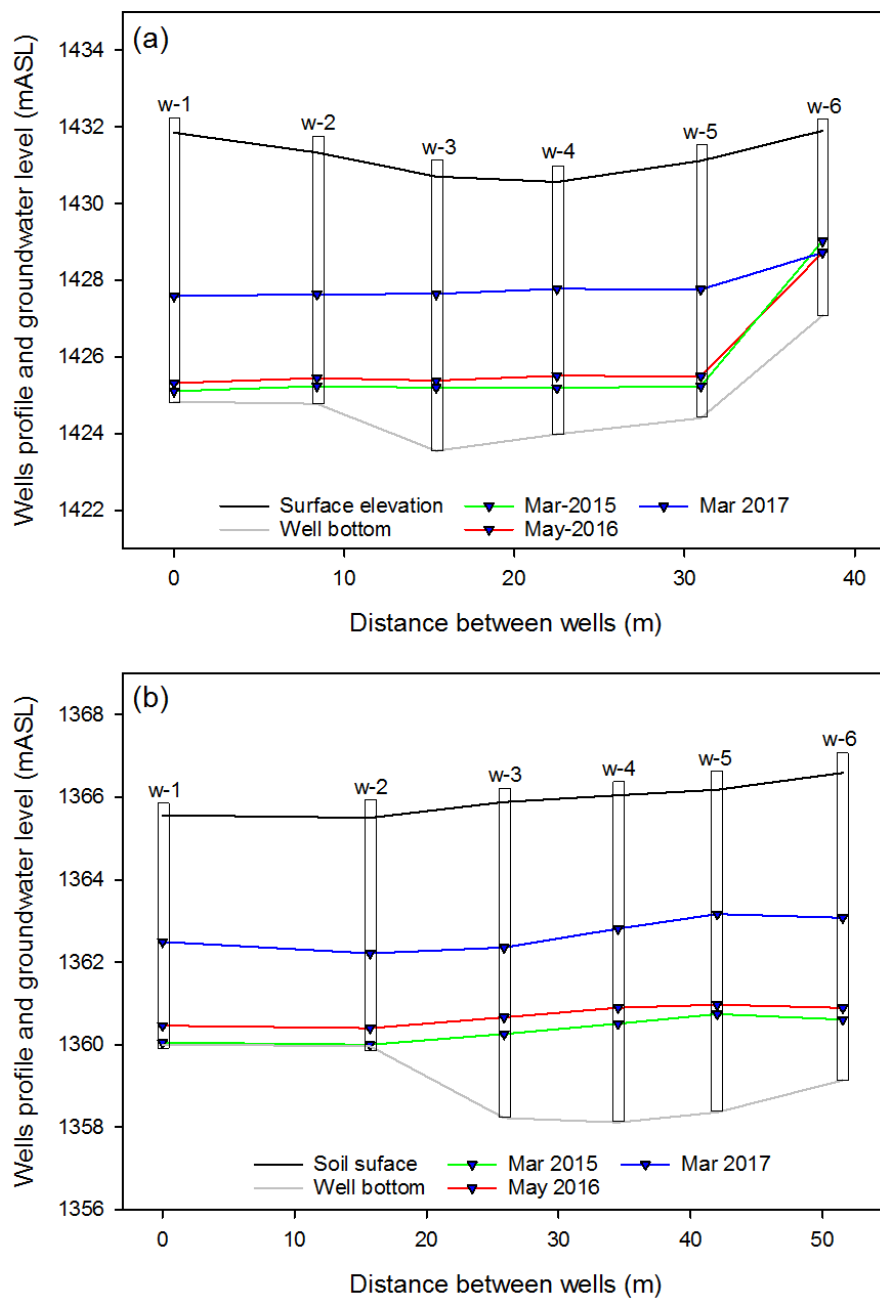 (a)
Wells profile and groundwater level (mASL)
1434
1432
1430
1428
1426
1424
1422
w-1
w-2
w-3
w-4
w-5
w-6
Surface elevation
Mar-2015
Mar 2017
Well bottom
May-2016
0
10
20
30
40
Distance between wells (m)
(b)
Wells profile and groundwater level (mASL)
1368
1366
1364
1362
1360
1358
1356
w-1
w-2
w-3
w-4
w-5
w-6
Soil suface
Mar 2015
Mar 2017
Well bottom
May 2016
0
10
20
30
40
50
Distance between wells (m)